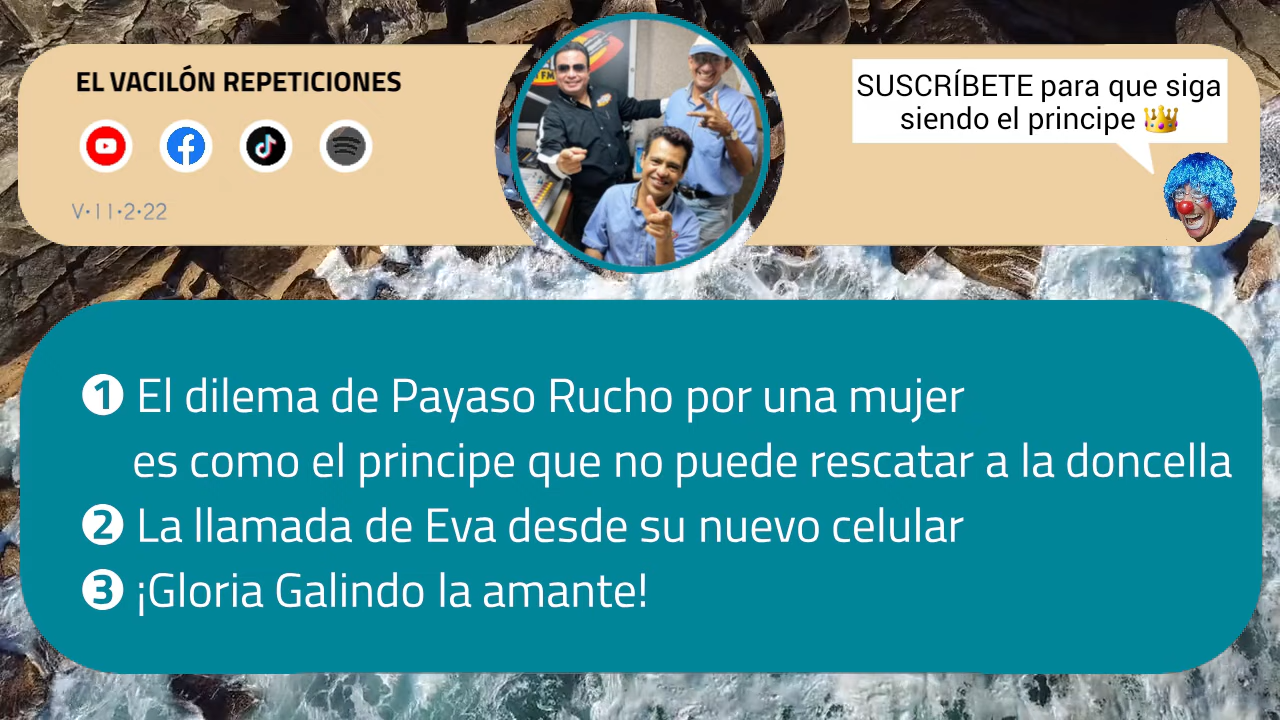 EL VACILÓN REPETICIONES
V•11•2•22
SUSCRÍBETE para que siga
siendo el principe 👑
❶ El dilema de Payaso Rucho por una mujer
es como el principe que no puede rescatar a la doncella
❷ La llamada de Eva desde su nuevo celular
❸ ¡Gloria Galindo la amante!